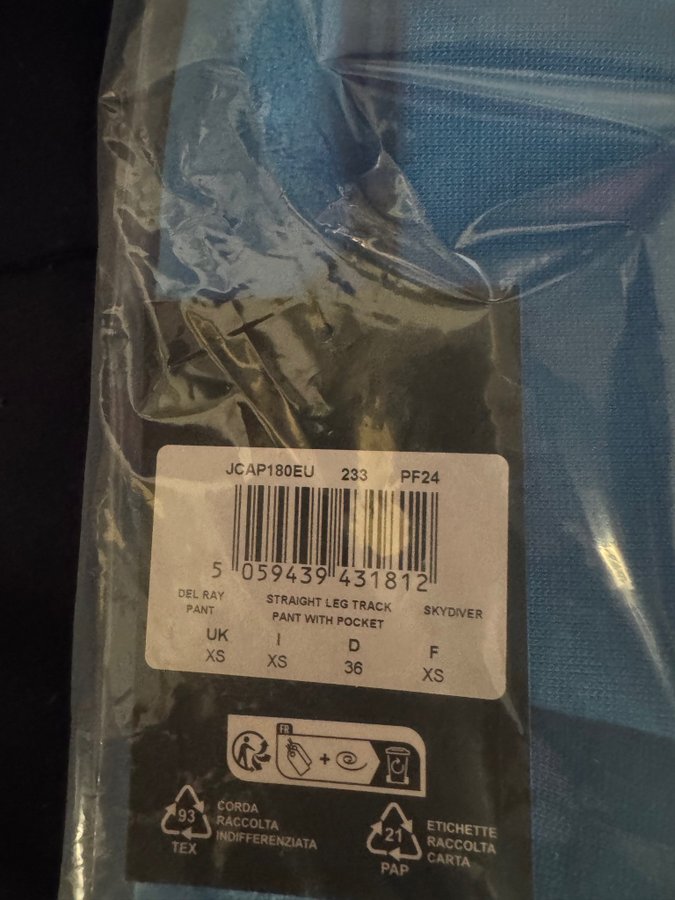 JCAP180EU 233 PF24
5 059439 431812
DEL RAY PANT
STRAIGHT LEG TRACK PANT WITH POCKET
SKYDIVER
UK I D F
XS XS 36 XS
FR
93
TEX
CORDA
RACCOLTA
INDIFFERENZIATA
21
PAP
ETICHETTE
RACCOLTA
CARTA